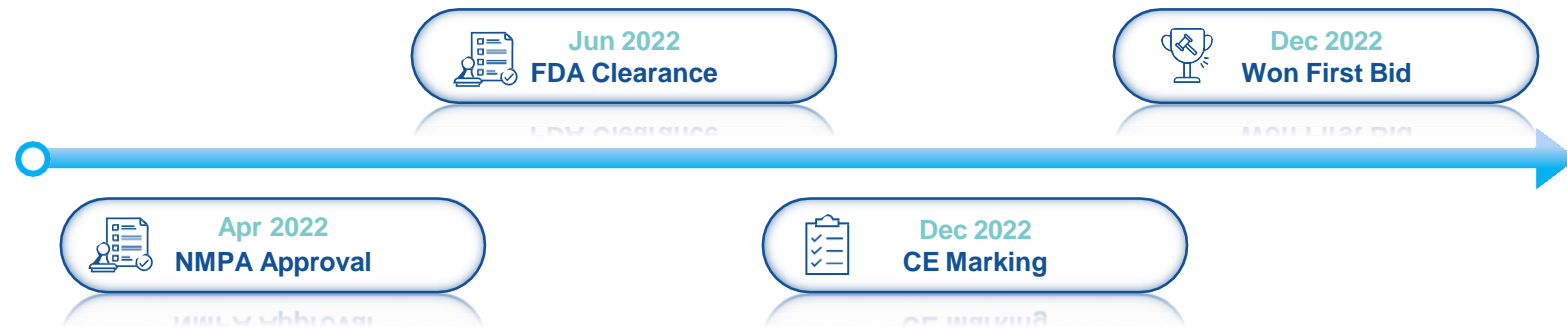 Jun 2022
FDA Clearance
Dec 2022
Won First Bid
Apr 2022
NMPA Approval
Dec 2022
CE Marking